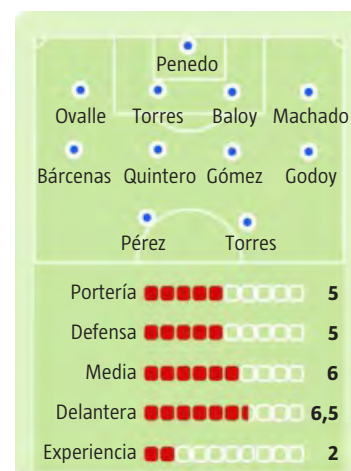 Penedo
Ovalle Torres Baloy Machado
Bárcenas Quintero Gómez Godoy
Pérez Torres
Portería 5
Defensa 5
Media 6
Delantera 6,5
Experiencia 2